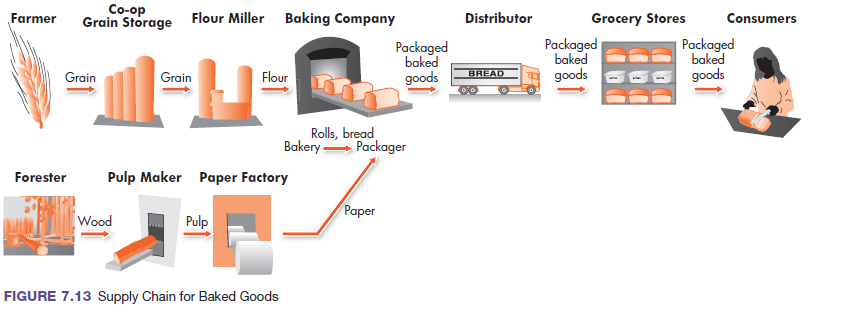 Farmer
Co-op
Grain Storage
Flour Miller
Baking Company
Distributor
Grocery Stores
Consumers
Grain
Grain
Flour
Packaged
baked
goods
BREAD
Packaged
baked
goods
Packaged
baked
goods
Rolls, bread
Bakery
Packager
Forester
Pulp Maker
Paper Factory
Wood
Pulp
Paper
FIGURE 7.13 Supply Chain for Baked Goods